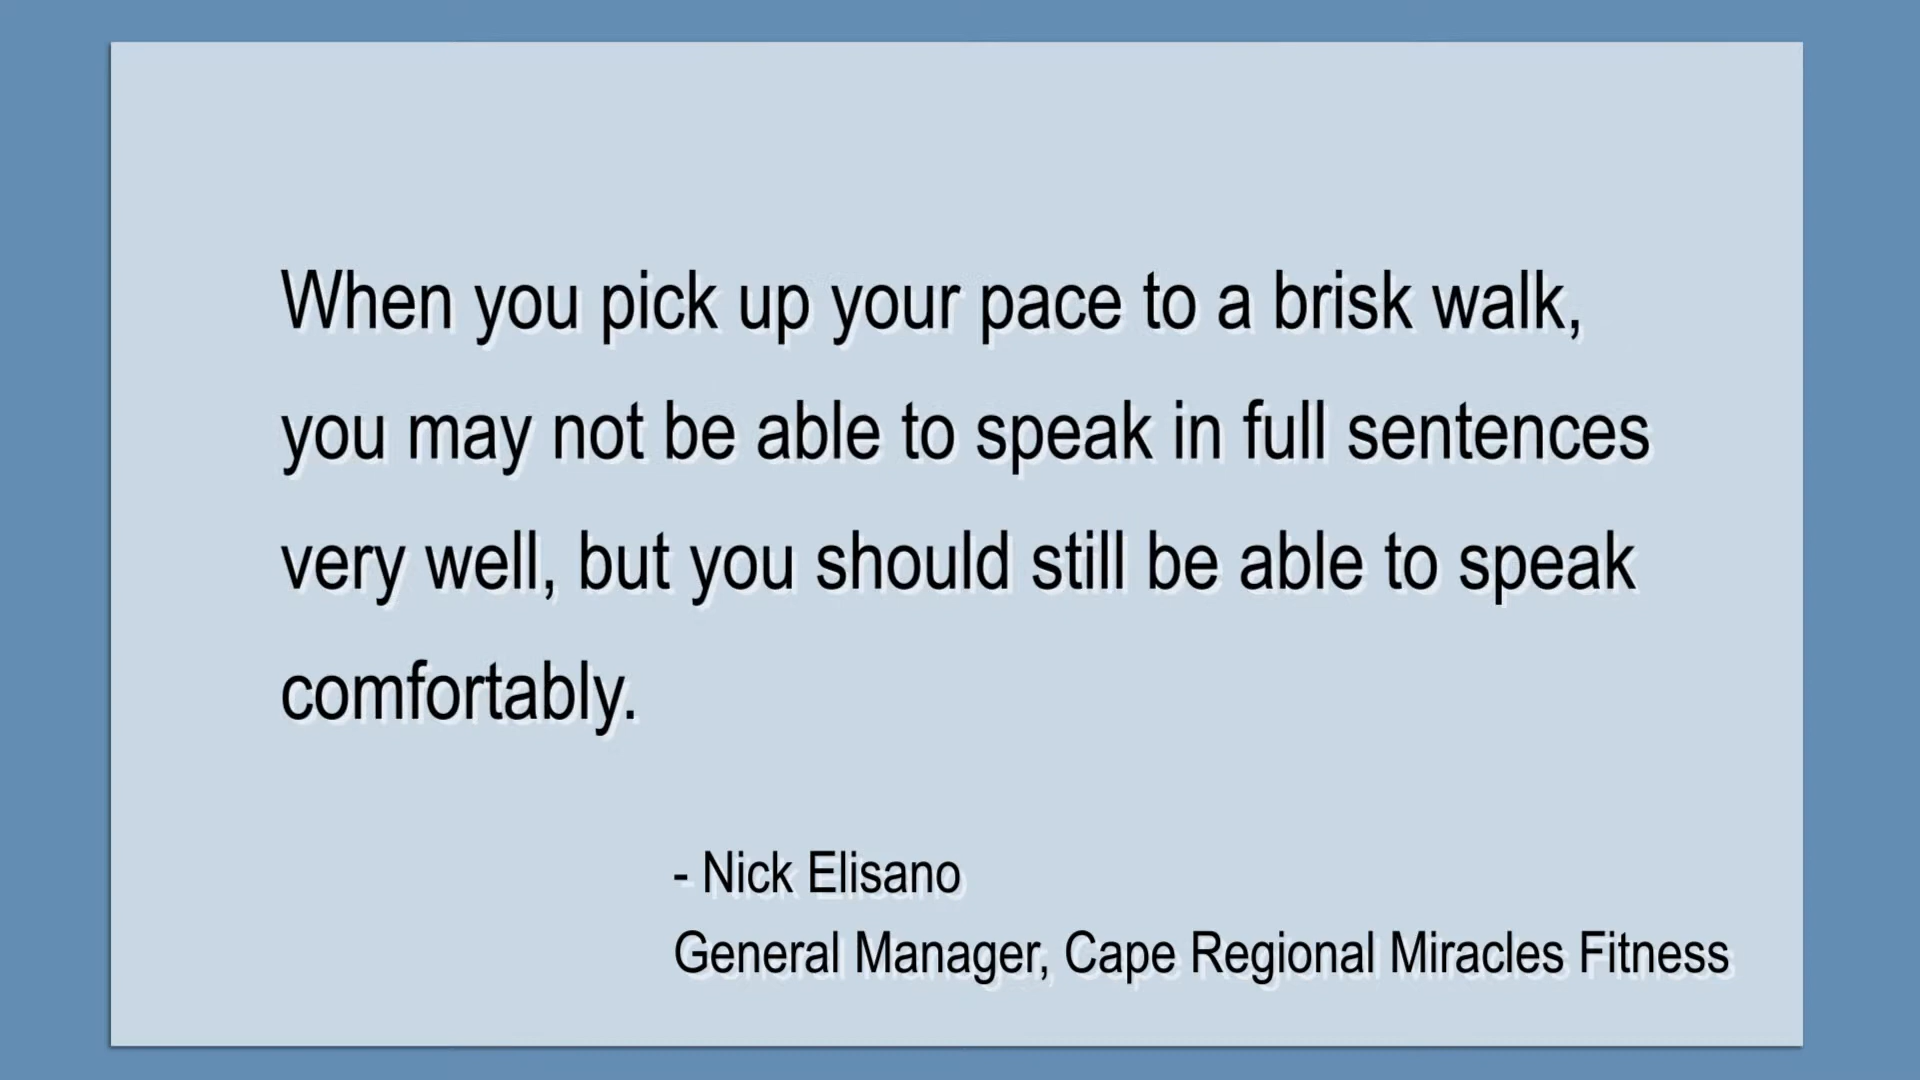 When you pick up your pace to a brisk walk,
you may not be able to speak in full sentences
very well, but you should still be able to speak
comfortably.
- Nick Elisano
General Manager, Cape Regional Miracles Fitness